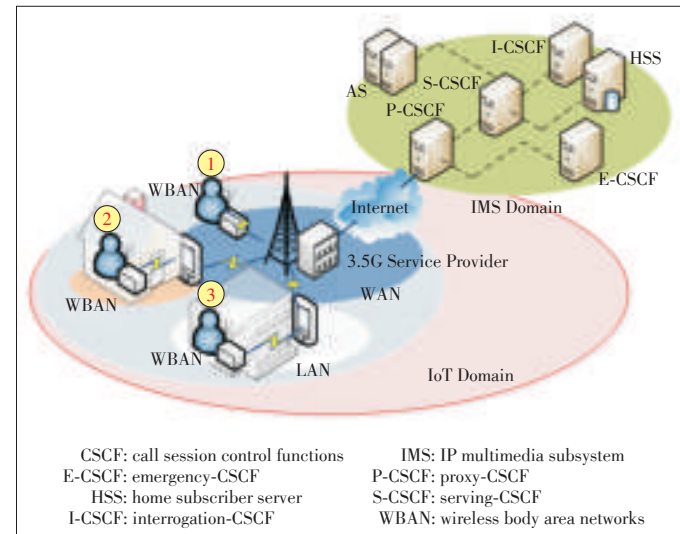 I-CSCF
HSS
S-CSCF
AS
P-CSCF
E-CSCF
IMS Domain
Internet
1
WBAN
2
3.5G Service Provider
WBAN
3
WAN
WBAN
LAN
IoT Domain
CSCF: call session control functions
E-CSCF: emergency-CSCF
HSS: home subscriber server
I-CSCF: interrogation-CSCF
IMS: IP multimedia subsystem
P-CSCF: proxy-CSCF
S-CSCF: serving-CSCF
WBAN: wireless body area networks